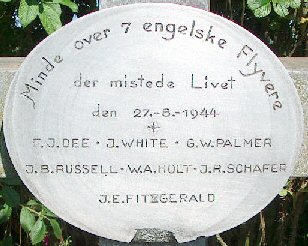 Minde over 7 engelske Flyvere
der mistede Livet
den 27.-8.-1944
F.J.DEE · J.WHITE · G.W.PALMER
J.B.RUSSELL · W.A.HOLT · J.R.SCHAFER
J.E.FITZGERALD